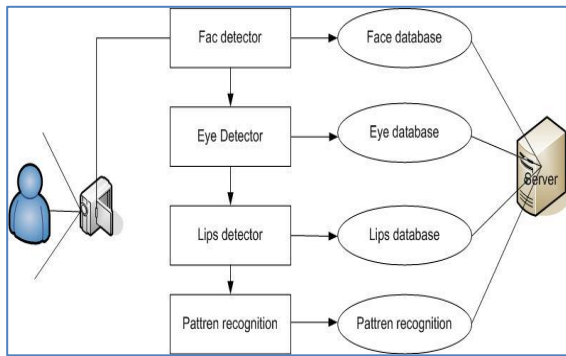 Fac detector
Face database
Eye Detector
Eye database
Server
Lips detector
Lips database
Pattren recognition
Pattren recognition